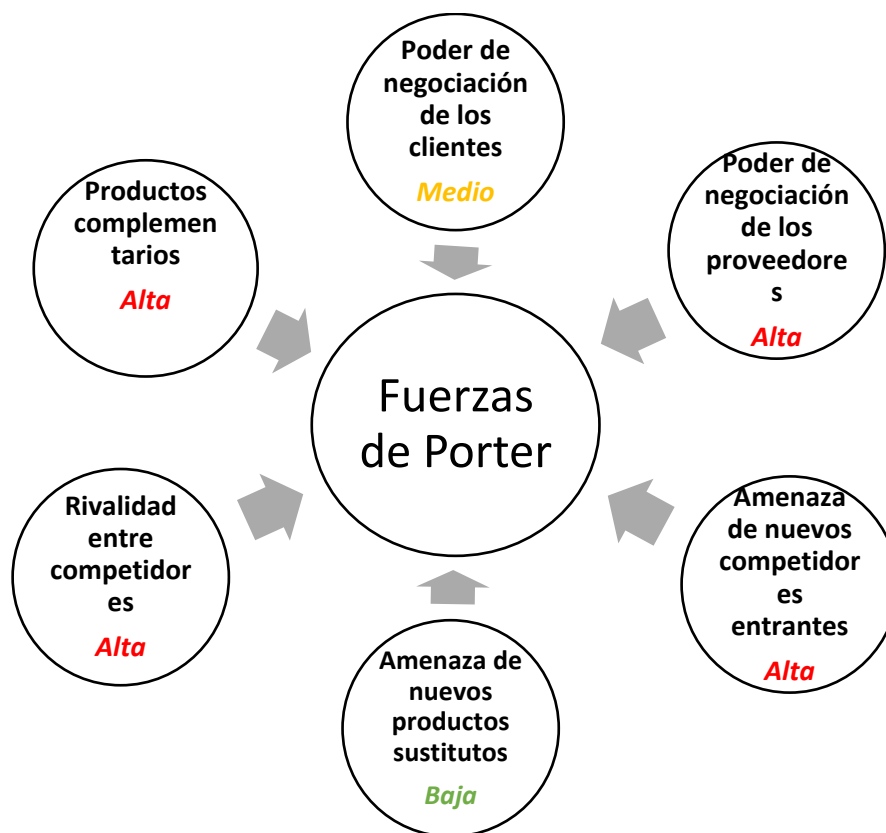 Poder de
negociación
de los
clientes
Medio
Poder de
negociación
de los
proveedore
s
Alta
Productos
complemen
tarios
Alta
Fuerzas
de Porter
Rivalidad
entre
competidor
es
Alta
Amenaza
de nuevos
competidor
es
entrantes
Alta
Amenaza de
nuevos
productos
sustitutos
Baja